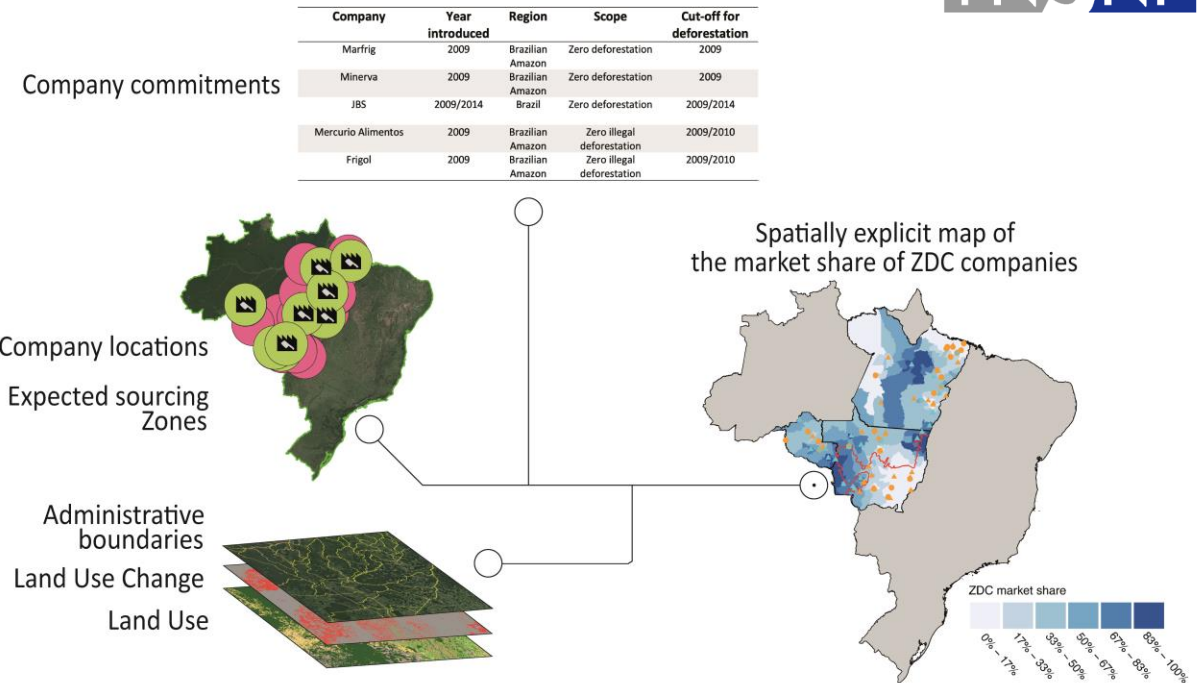 Company Year introduced Region Scope Cut-off for deforestation
Marfrig 2009 Brazilian Amazon Zero deforestation 2009
Minerva 2009 Brazilian Amazon Zero deforestation 2009
JBS 2009/2014 Brazil Zero deforestation 2009/2014
Mercurio Alimentos 2009 Brazilian Amazon Zero illegal deforestation 2009/2010
Frigol 2009 Brazilian Amazon Zero illegal deforestation 2009/2010
Company commitments
Spatially explicit map of
the market share of ZDC companies
Company locations
Expected sourcing
Zones
Administrative
boundaries
Land Use Change
Land Use
ZDC market share
0% – 17%
17% – 33%
33% – 50%
50% – 67%
67% – 83%
83% – 100%